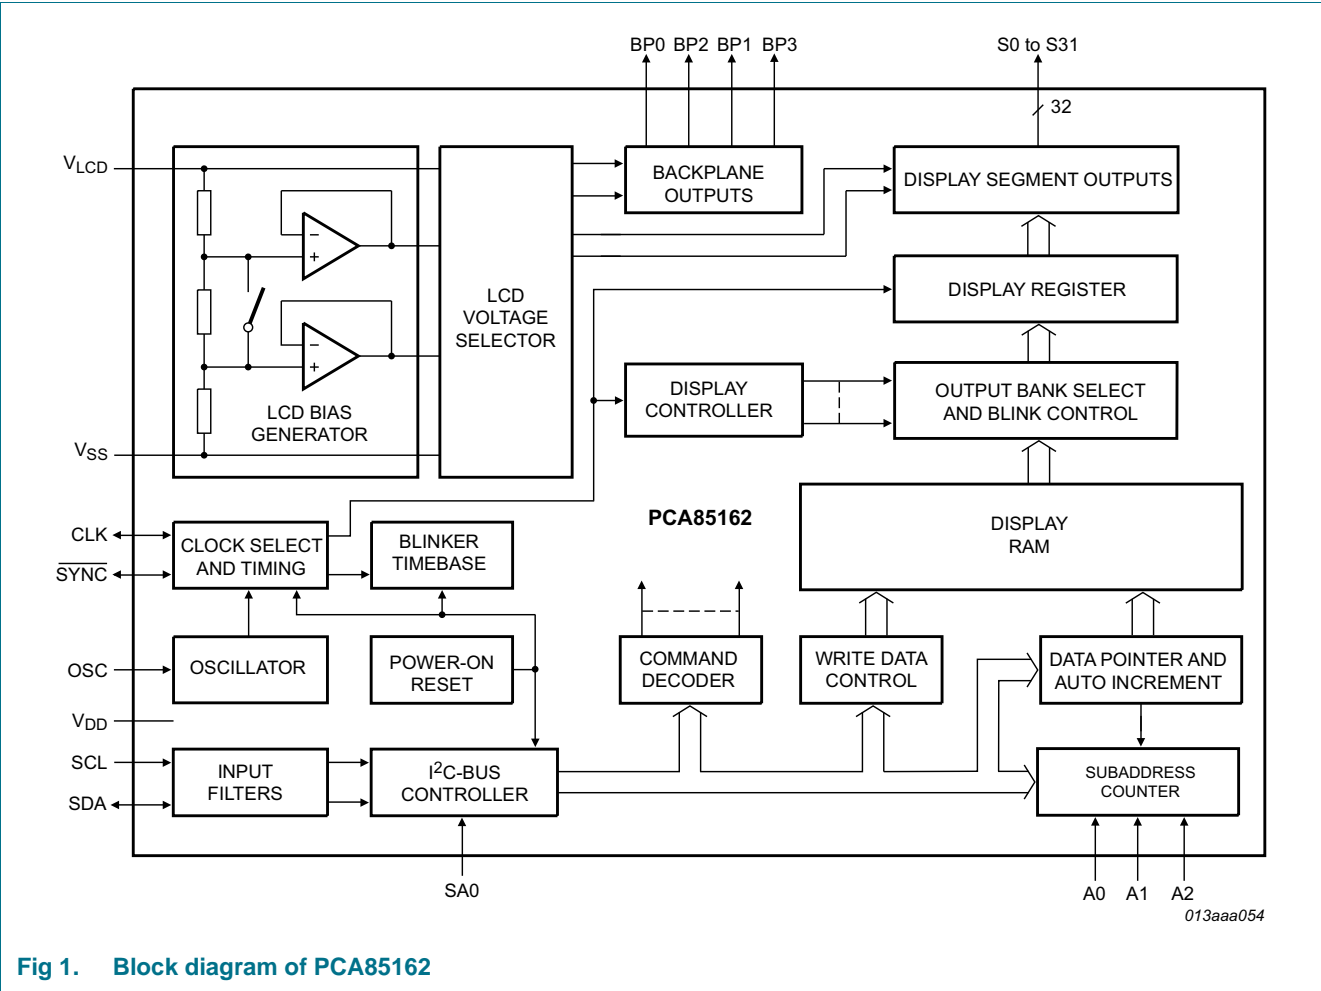 BP0 BP2 BP1 BP3
S0 to S31
32
VLCD
BACKPLANE
OUTPUTS
DISPLAY SEGMENT OUTPUTS
−
+
LCD
VOLTAGE
SELECTOR
DISPLAY REGISTER
−
+
LCD BIAS
GENERATOR
DISPLAY
CONTROLLER
OUTPUT BANK SELECT
AND BLINK CONTROL
VSS
PCA85162
DISPLAY
RAM
CLK
SYNC
CLOCK SELECT
AND TIMING
BLINKER
TIMEBASE
OSC
OSCILLATOR
POWER-ON
RESET
COMMAND
DECODER
WRITE DATA
CONTROL
DATA POINTER AND
AUTO INCREMENT
VDD
SCL
SDA
INPUT
FILTERS
I2C-BUS
CONTROLLER
SUBADDRESS
COUNTER
SA0
A0 A1 A2
013aaa054
Fig 1. Block diagram of PCA85162